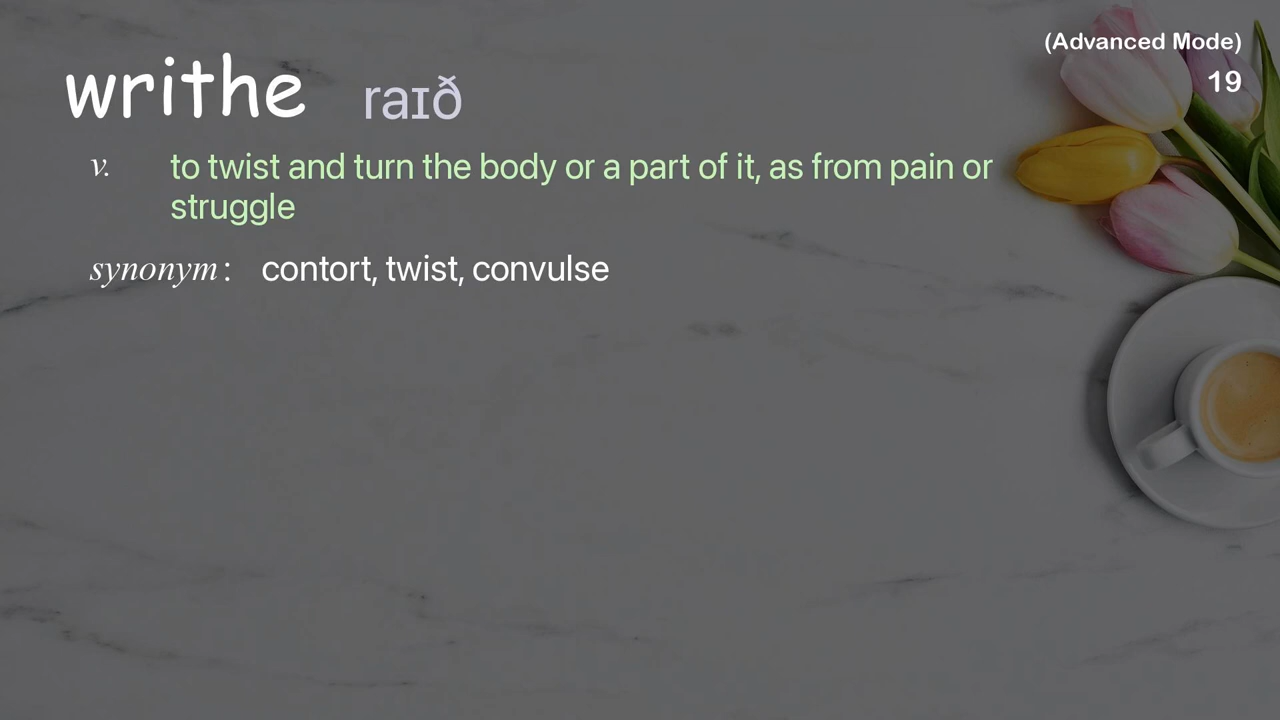 (Advanced Mode)
19
writhe raɪð
v. to twist and turn the body or a part of it, as from pain or
struggle
synonym : contort, twist, convulse